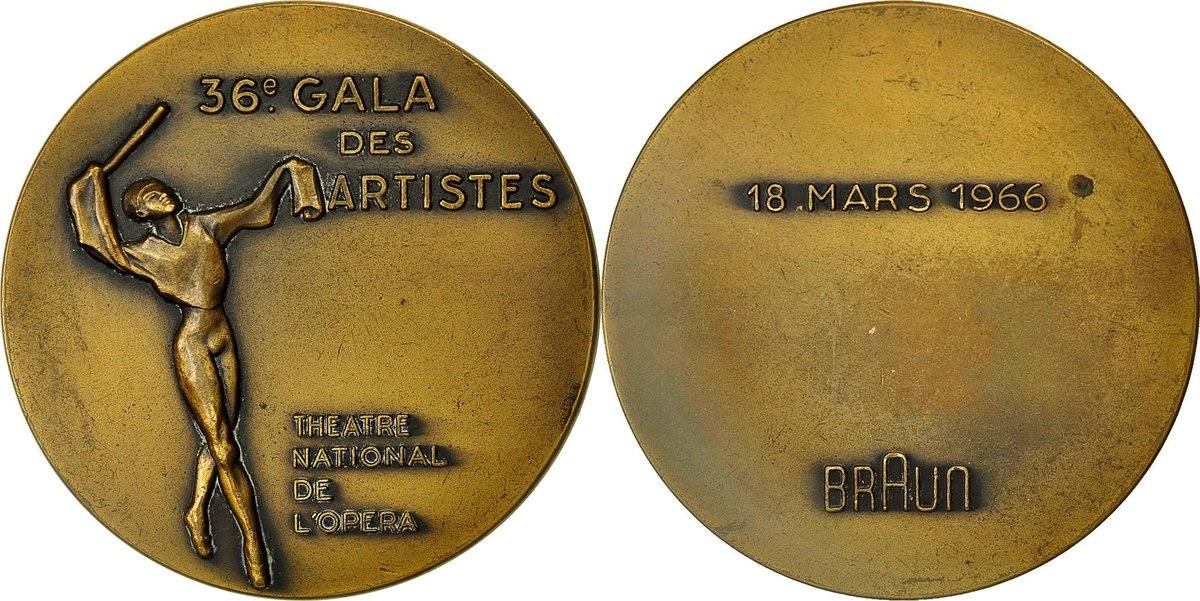 36e. GALA
DES
ARTISTES
THEATRE
NATIONAL
DE
L'OPERA
18.MARS 1966
BRAUN